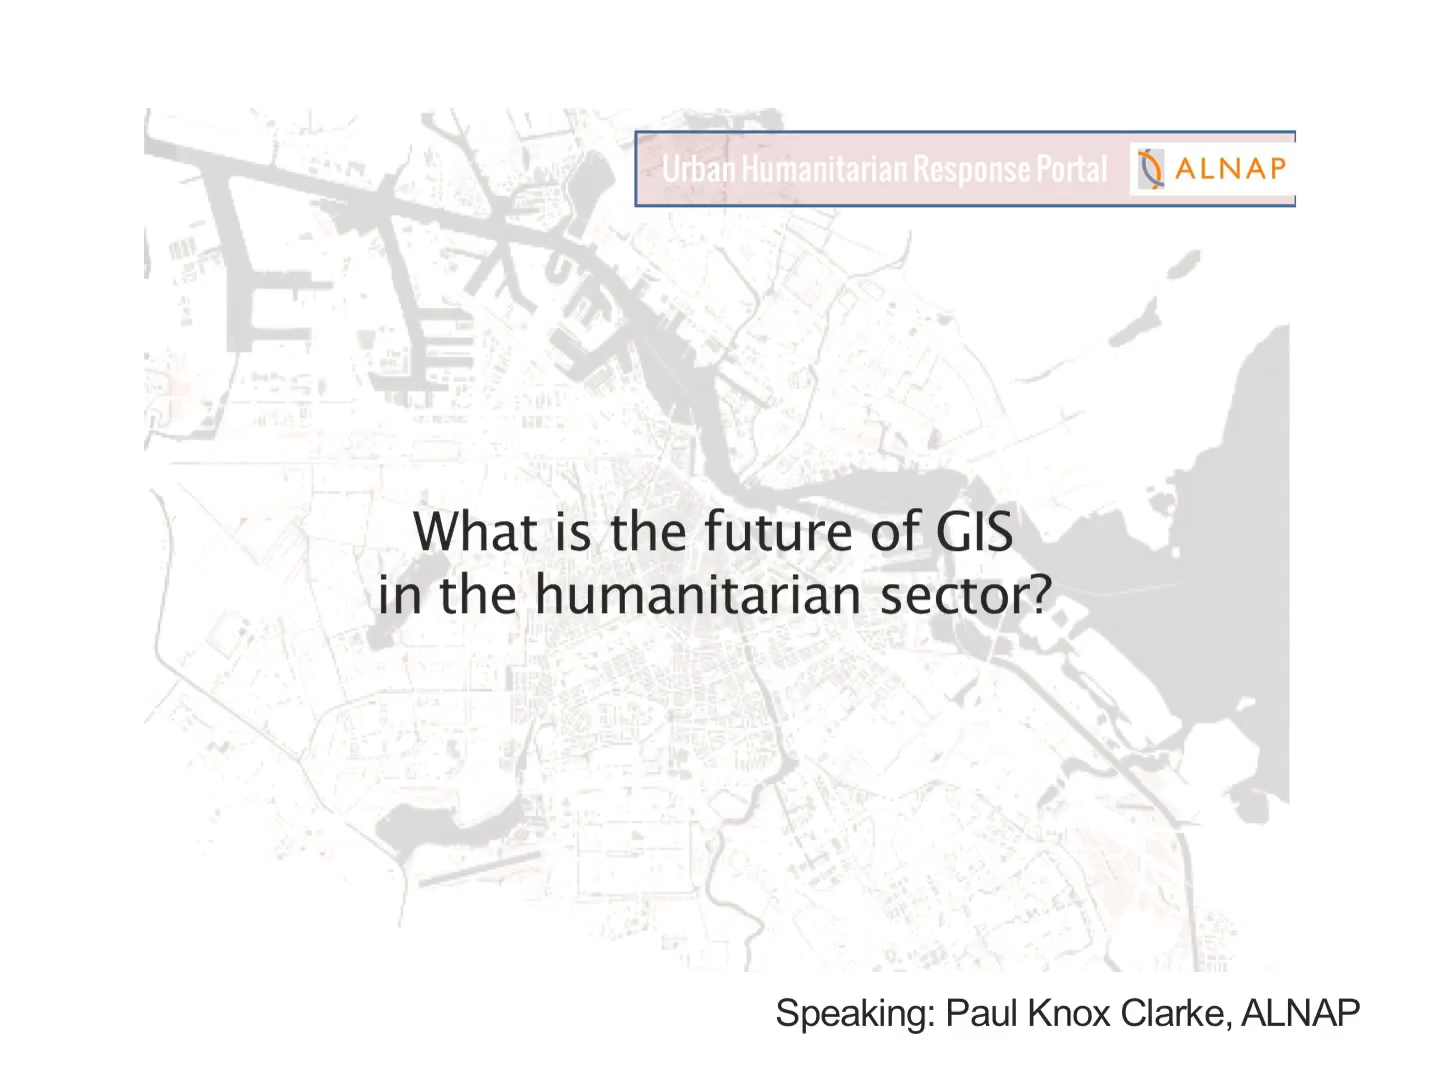 Urban Humanitarian Response Portal
ALNAP
What is the future of GIS
in the humanitarian sector?
Speaking: Paul Knox Clarke, ALNAP